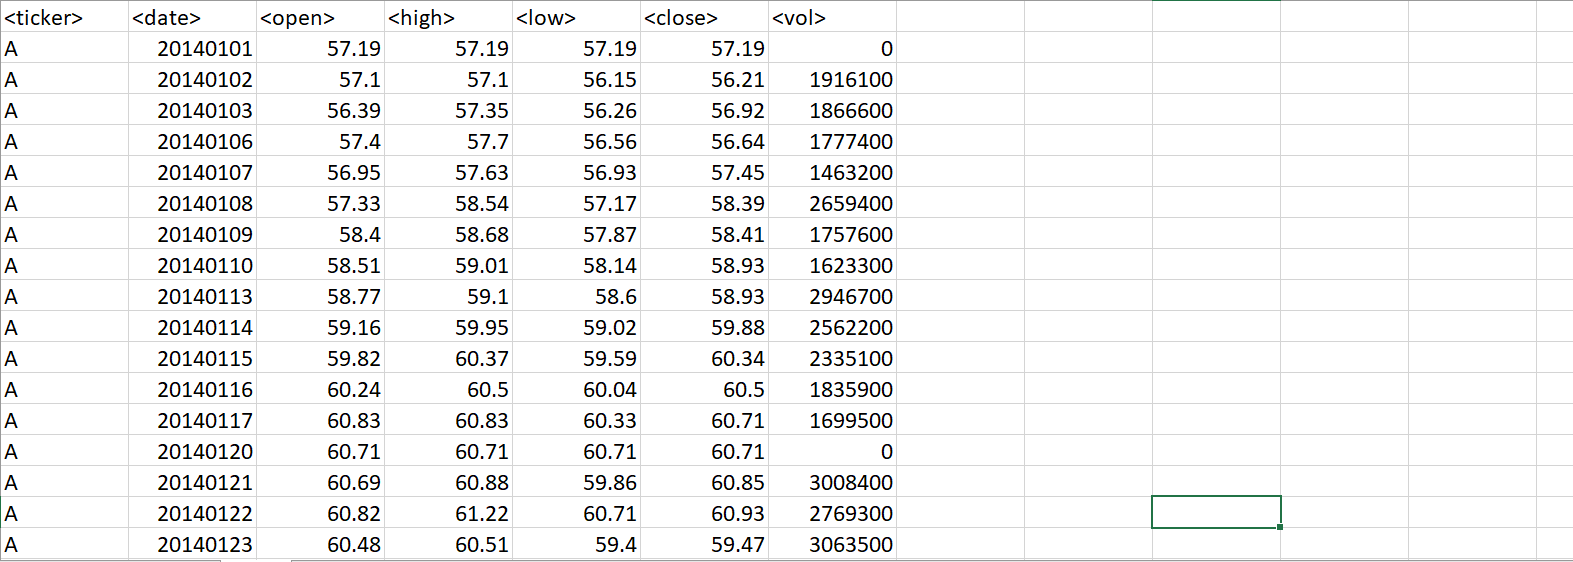 <ticker> <date> <open> <high> <low> <close> <vol>
A 20140101 57.19 57.19 57.19 57.19 0
A 20140102 57.1 57.1 56.15 56.21 1916100
A 20140103 56.39 57.35 56.26 56.92 1866600
A 20140106 57.4 57.7 56.56 56.64 1777400
A 20140107 56.95 57.63 56.93 57.45 1463200
A 20140108 57.33 58.54 57.17 58.39 2659400
A 20140109 58.4 58.68 57.87 58.41 1757600
A 20140110 58.51 59.01 58.14 58.93 1623300
A 20140113 58.77 59.1 58.6 58.93 2946700
A 20140114 59.16 59.95 59.02 59.88 2562200
A 20140115 59.82 60.37 59.59 60.34 2335100
A 20140116 60.24 60.5 60.04 60.5 1835900
A 20140117 60.83 60.83 60.33 60.71 1699500
A 20140120 60.71 60.71 60.71 60.71 0
A 20140121 60.69 60.88 59.86 60.85 3008400
A 20140122 60.82 61.22 60.71 60.93 2769300
A 20140123 60.48 60.51 59.4 59.47 3063500